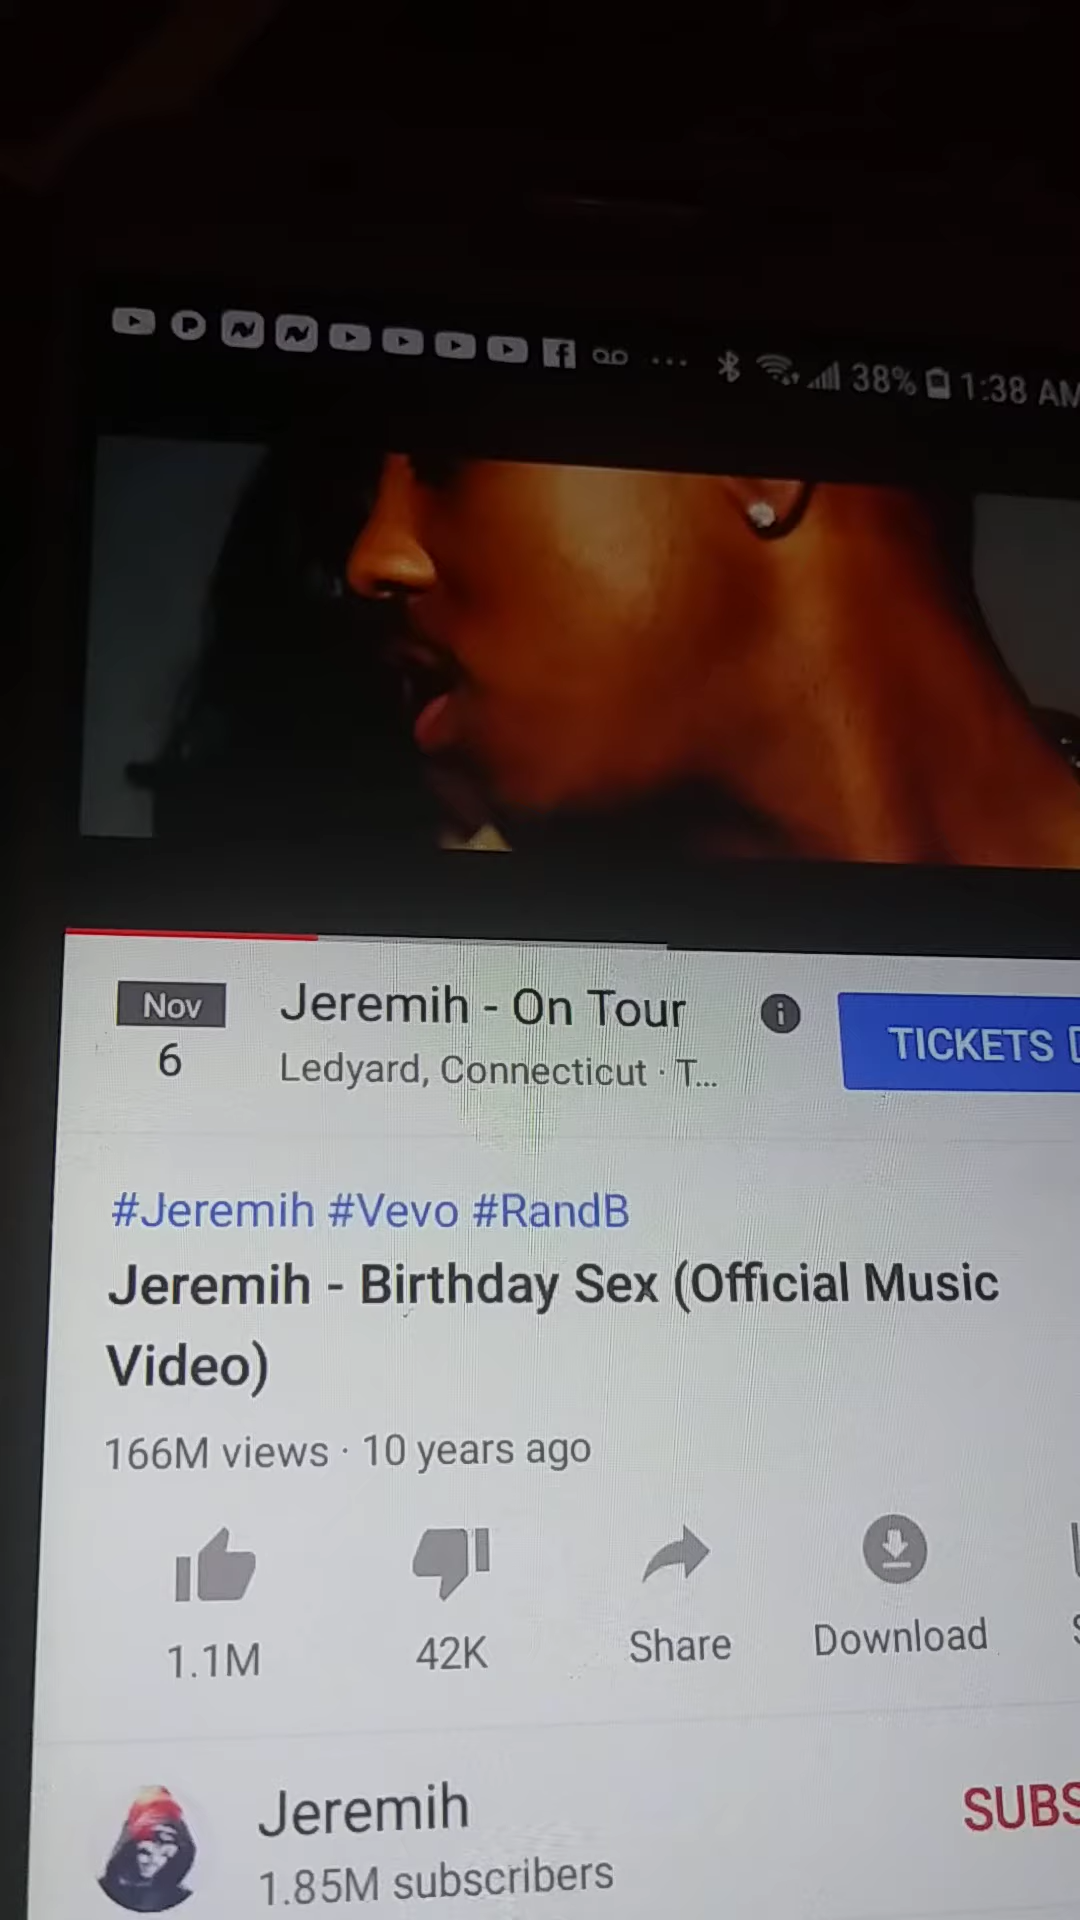 38% 1:38 AM
Nov
6
Jeremih - On Tour
Ledyard, Connecticut · T...
TICKETS
#Jeremih #Vevo #RandB
Jeremih - Birthday Sex (Official Music
Video)
166M views · 10 years ago
1.1M
42K
Share
Download
Jeremih
1.85M subscribers
SUBS